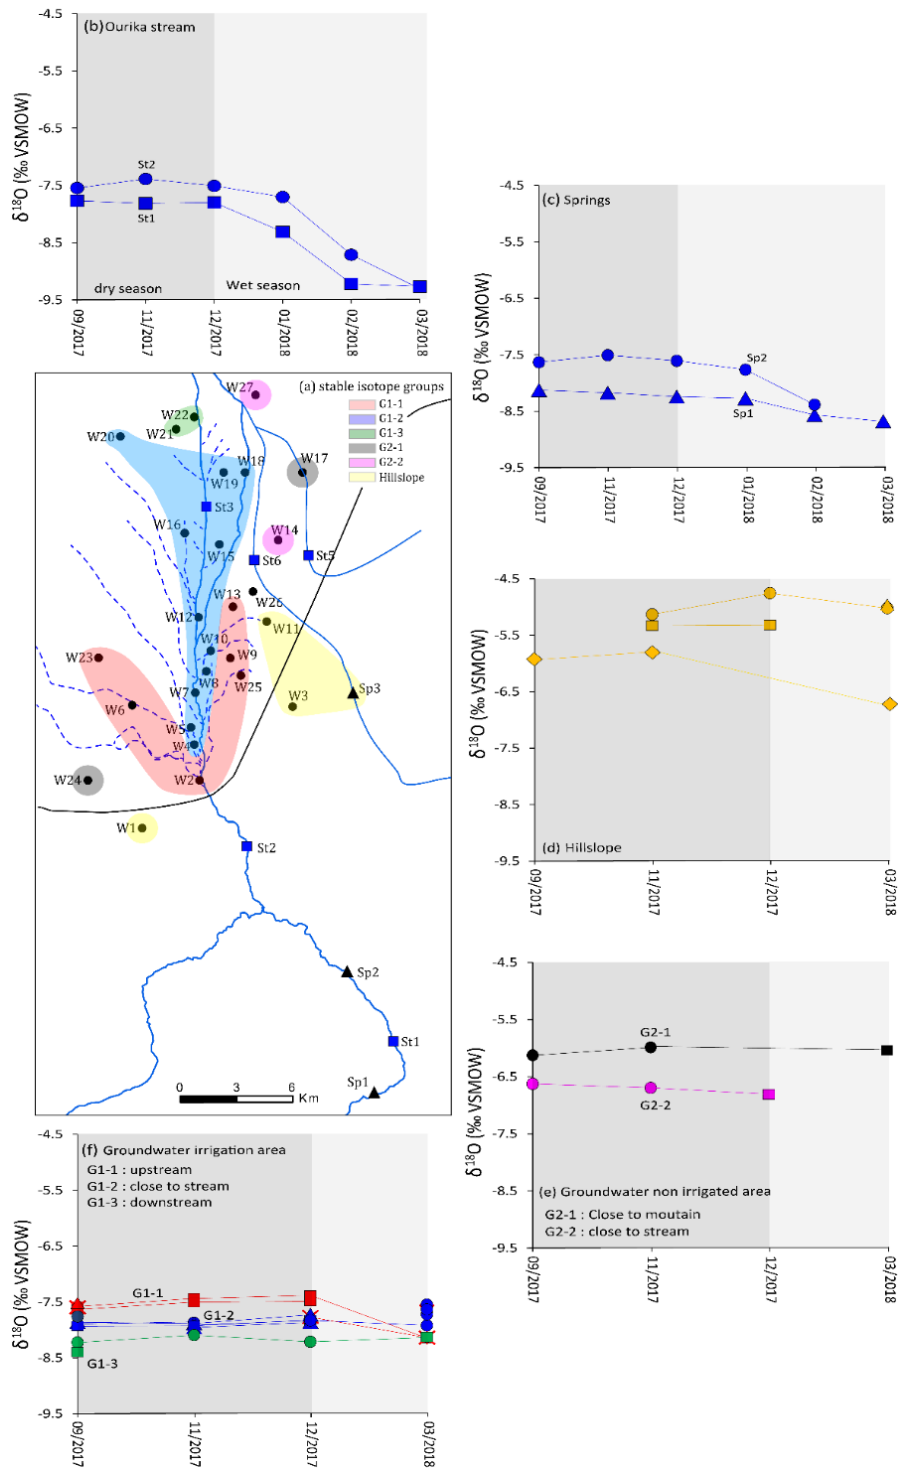 (b) Ourika stream
δ18O (‰ VSMOW)
-4.5
-5.5
-6.5
-7.5
-8.5
-9.5
St2
St1
dry season
Wet season
09/2017
11/2017
12/2017
01/2018
02/2018
03/2018
(c) Springs
δ18O (‰ VSMOW)
-4.5
-5.5
-6.5
-7.5
-8.5
-9.5
Sp2
Sp1
09/2017
11/2017
12/2017
01/2018
02/2018
03/2018
(a) stable isotope groups
G1-1
G1-2
G1-3
G2-1
G2-2
Hillslope
W27
W22
W21
W20
W18
W19
W17
St3
W16
W15
W14
St6
St5
W26
W13
W12
W11
W10
W9
W8
W25
W23
W7
W6
W3
Sp3
W5
W4
W24
W2
W1
St2
Sp2
St1
Sp1
0 3 6
Km
(d) Hillslope
δ18O (‰ VSMOW)
-4.5
-5.5
-6.5
-7.5
-8.5
-9.5
09/2017
11/2017
12/2017
03/2018
(e) Groundwater non irrigated area
G2-1 : Close to moutain
G2-2 : close to stream
δ18O (‰ VSMOW)
-4.5
-5.5
-6.5
-7.5
-8.5
-9.5
G2-1
G2-2
09/2017
11/2017
12/2017
03/2018
(f) Groundwater irrigation area
G1-1 : upstream
G1-2 : close to stream
G1-3 : downstream
δ18O (‰ VSMOW)
-4.5
-5.5
-6.5
-7.5
-8.5
-9.5
G1-1
G1-2
G1-3
09/2017
11/2017
12/2017
03/2018